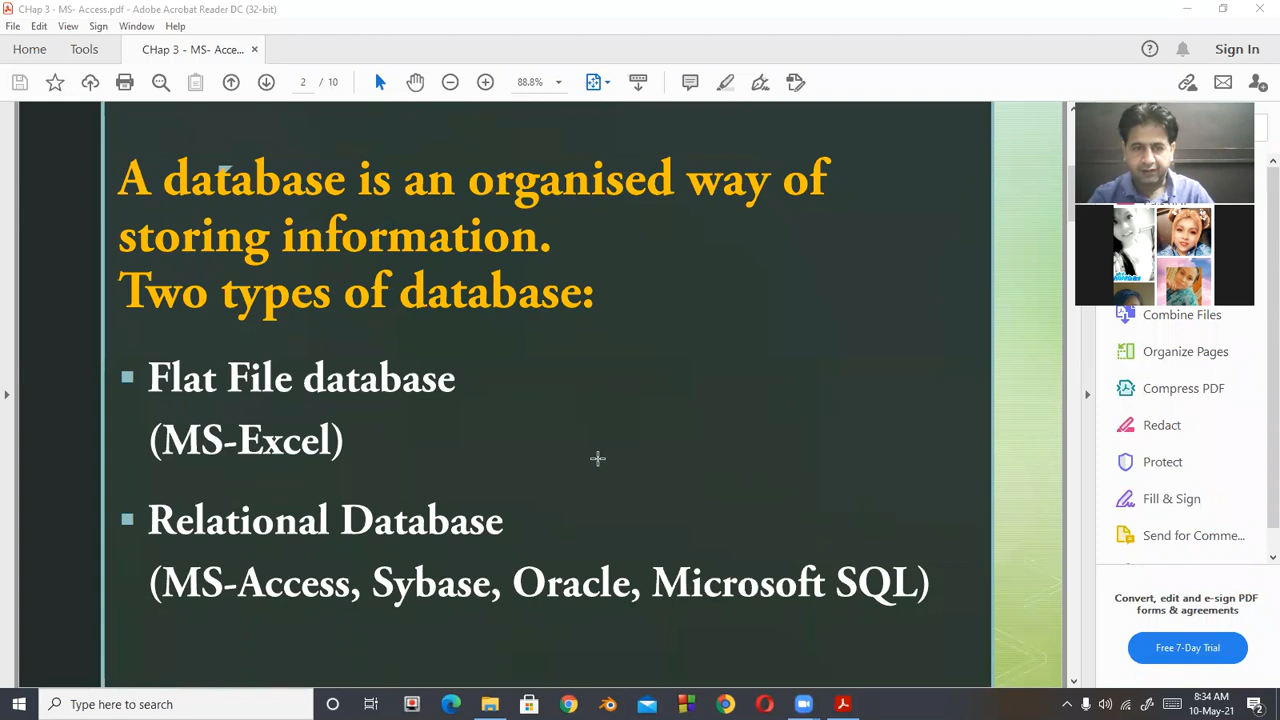 CHap 3 - MS- Access.pdf - Adobe Acrobat Reader DC (32-bit)
File Edit View Sign Window Help
Home Tools CHap 3 - MS- Acce... × Sign In
2 / 10 88.8%
A database is an organised way of
storing information.
Two types of database:
Flat File database
(MS-Excel)
Relational Database
(MS-Access, Sybase, Oracle, Microsoft SQL)
Combine Files
Organize Pages
Compress PDF
Redact
Protect
Fill & Sign
Send for Comme...
Convert, edit and e-sign PDF
forms & agreements
Free 7-Day Trial
Type here to search
8:34 AM
10-May-21